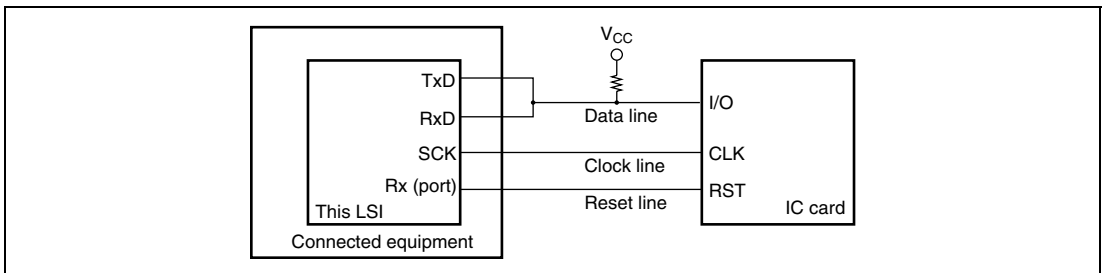 VCC
TxD
RxD
SCK
Rx (port)
This LSI
Connected equipment
Data line
Clock line
Reset line
I/O
CLK
RST
IC card